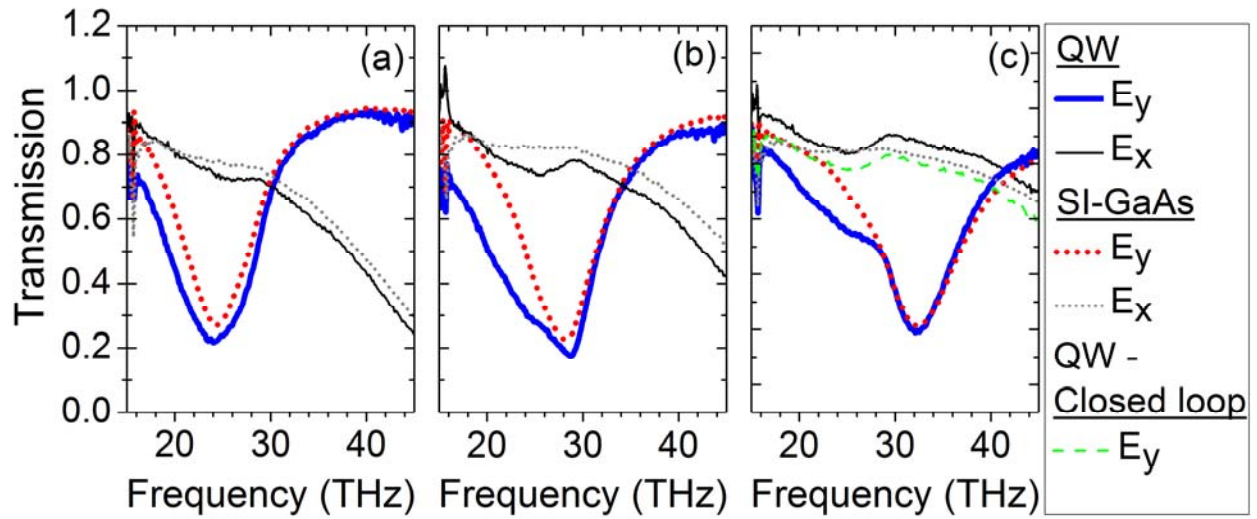 Transmission
1.2
1.0
0.8
0.6
0.4
0.2
0.0
(a)
20 30 40
Frequency (THz)
(b)
20 30 40
Frequency (THz)
(c)
20 30 40
Frequency (THz)
QW
Ey
Ex
SI-GaAs
Ey
Ex
QW -
Closed loop
Ey